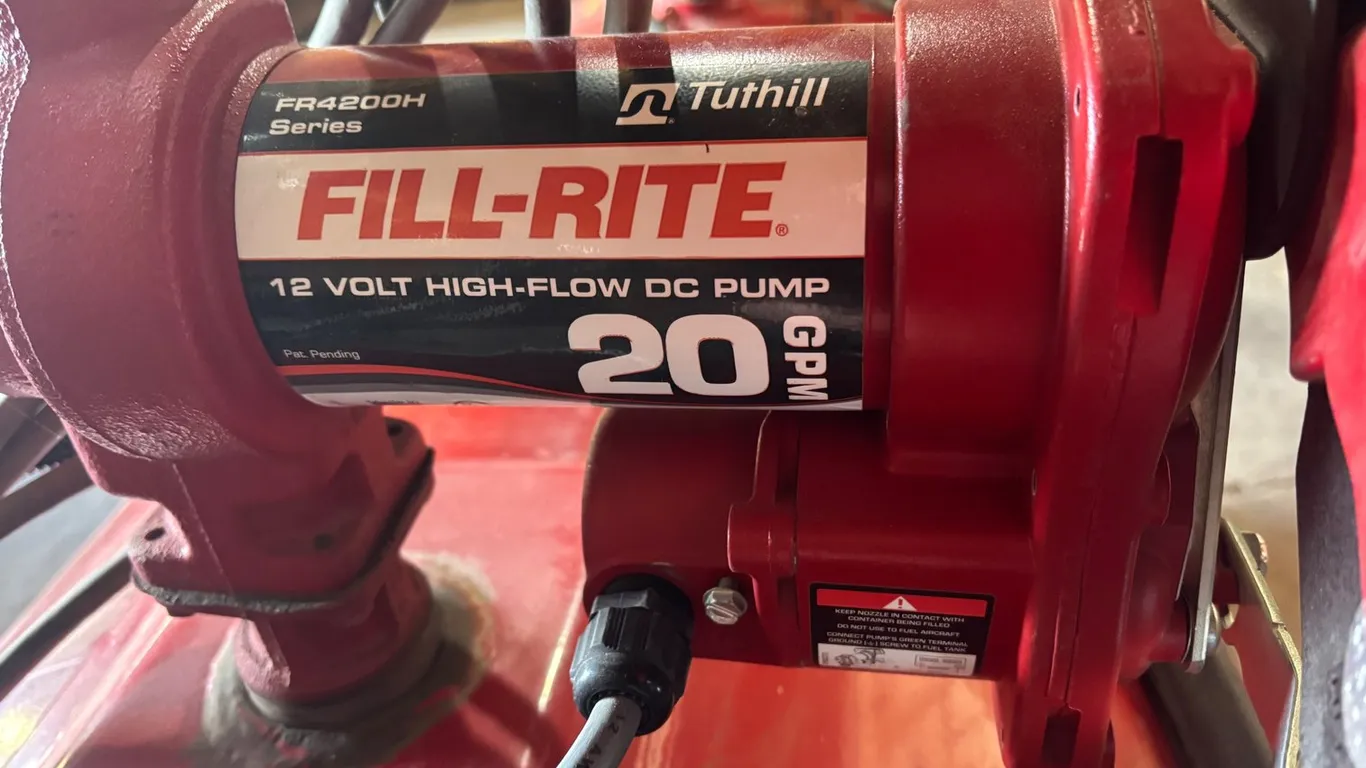 FR4200H
Series
Tuthill
FILL-RITE®
12 VOLT HIGH-FLOW DC PUMP
20 GPM
Pat. Pending
KEEP NOZZLE IN CONTACT WITH
CONTAINER BEING FILLED
DO NOT USE TO FUEL AIRCRAFT
CONNECT PUMP'S GREEN TERMINAL
GROUND (⏚) SCREW TO FUEL TANK